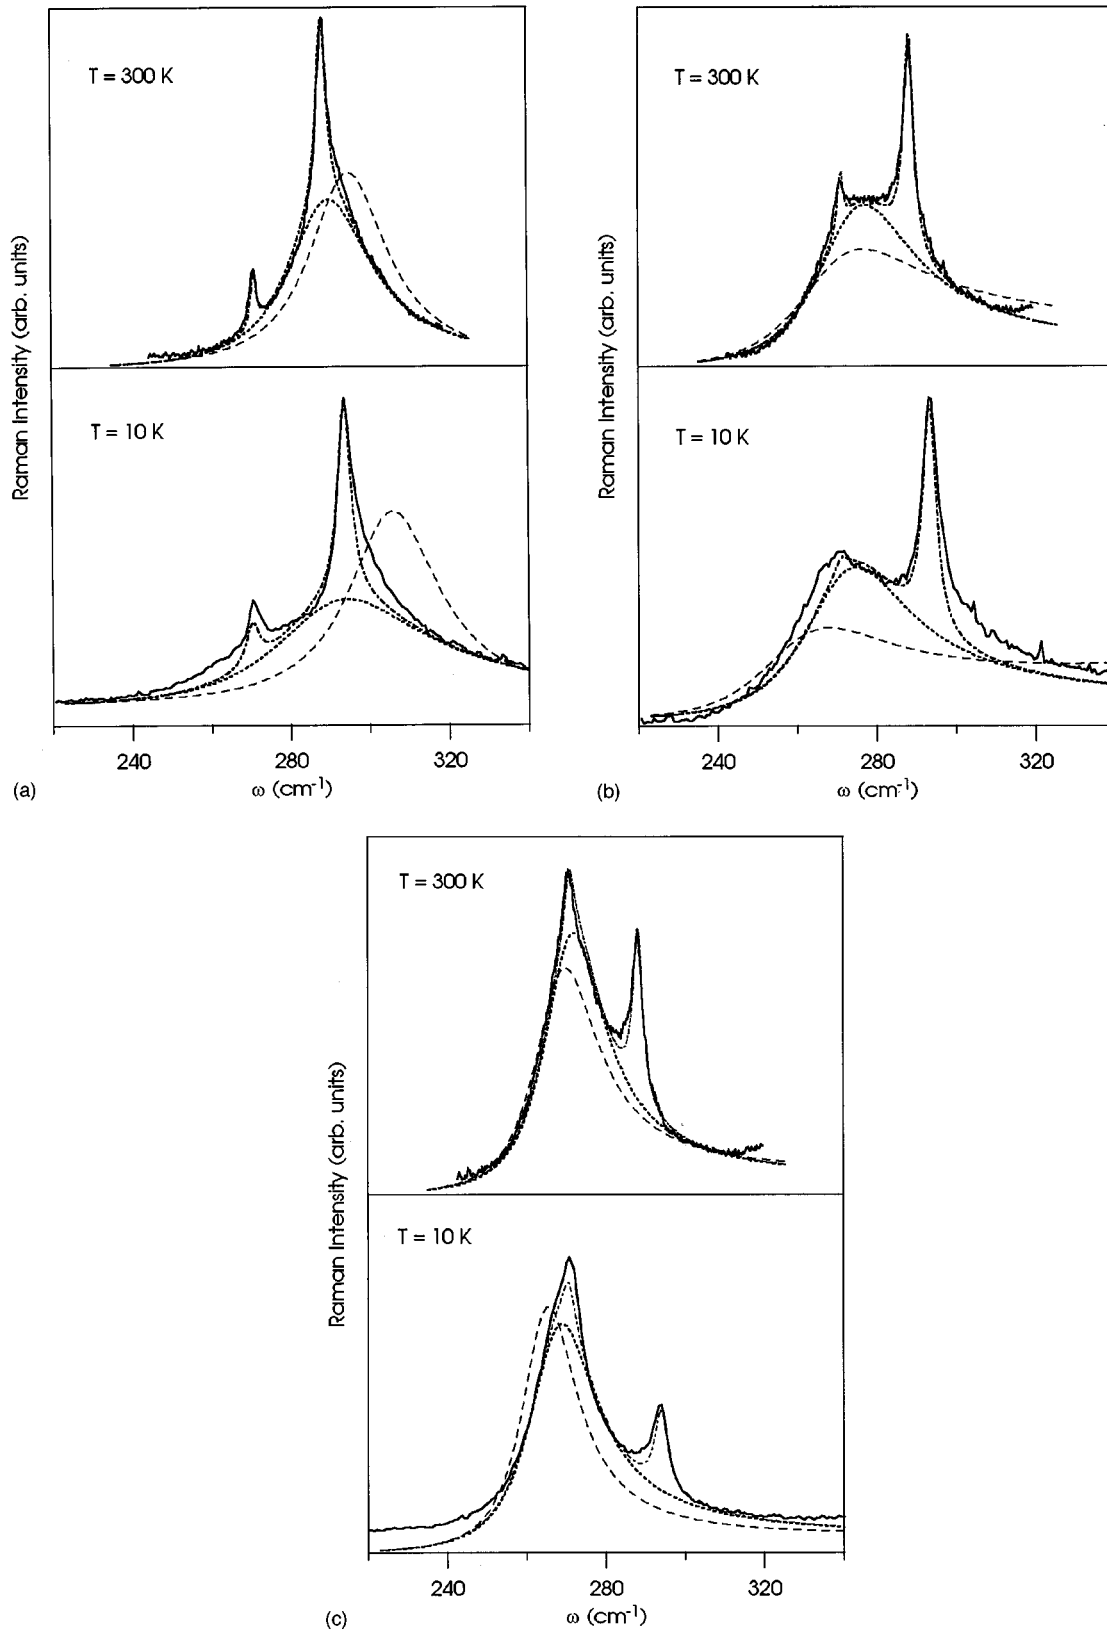 T = 300 K
T = 10 K
Raman Intensity (arb. units)
240 280 320
(a) ω (cm⁻¹)
T = 300 K
T = 10 K
Raman Intensity (arb. units)
240 280 320
(b) ω (cm⁻¹)
T = 300 K
T = 10 K
Raman Intensity (arb. units)
240 280 320
(c) ω (cm⁻¹)